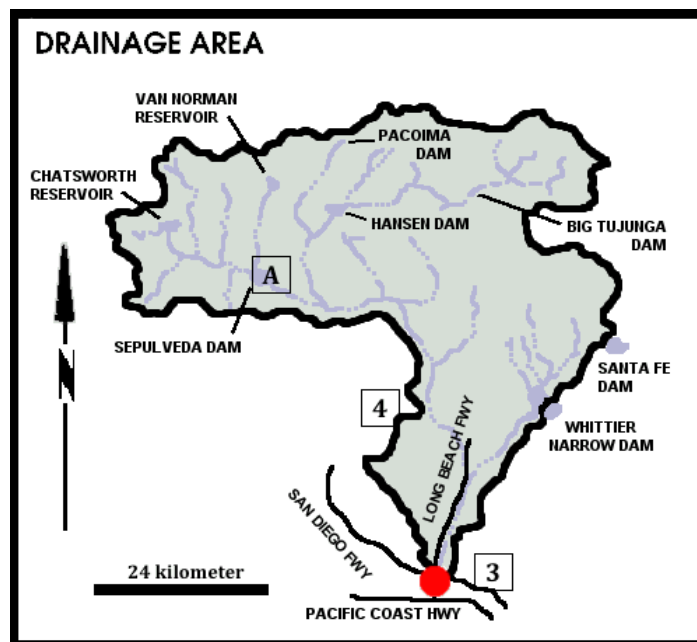 DRAINAGE AREA
VAN NORMAN
RESERVOIR
PACOIMA
DAM
CHATSWORTH
RESERVOIR
HANSEN DAM
BIG TUJUNGA
DAM
A
SEPULVEDA DAM
SANTA FE
DAM
4
WHITTIER
NARROW DAM
LONG BEACH FWY
N
SAN DIEGO FWY
3
24 kilometer
PACIFIC COAST HWY